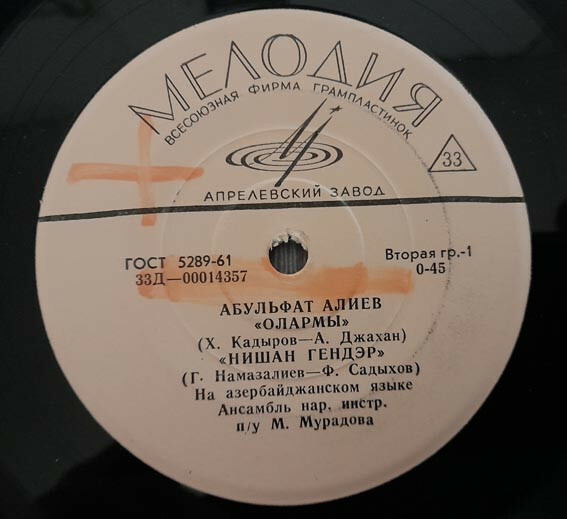 МЕЛОДИЯ
ВСЕСОЮЗНАЯ ФИРМА ГРАМПЛАСТИНОК
33
АПРЕЛЕВСКИЙ ЗАВОД
ГОСТ 5289-61
33Д—00014357
Вторая гр.-1
0-45
АБУЛЬФАТ АЛИЕВ
«ОЛАРМЫ»
(Х. Кадыров—А. Джахан)
«НИШАН ГЕНДЭР»
(Г. Намазалиев—Ф. Садыхов)
На азербайджанском языке
Ансамбль нар. инстр.
п/у М. Мурадова